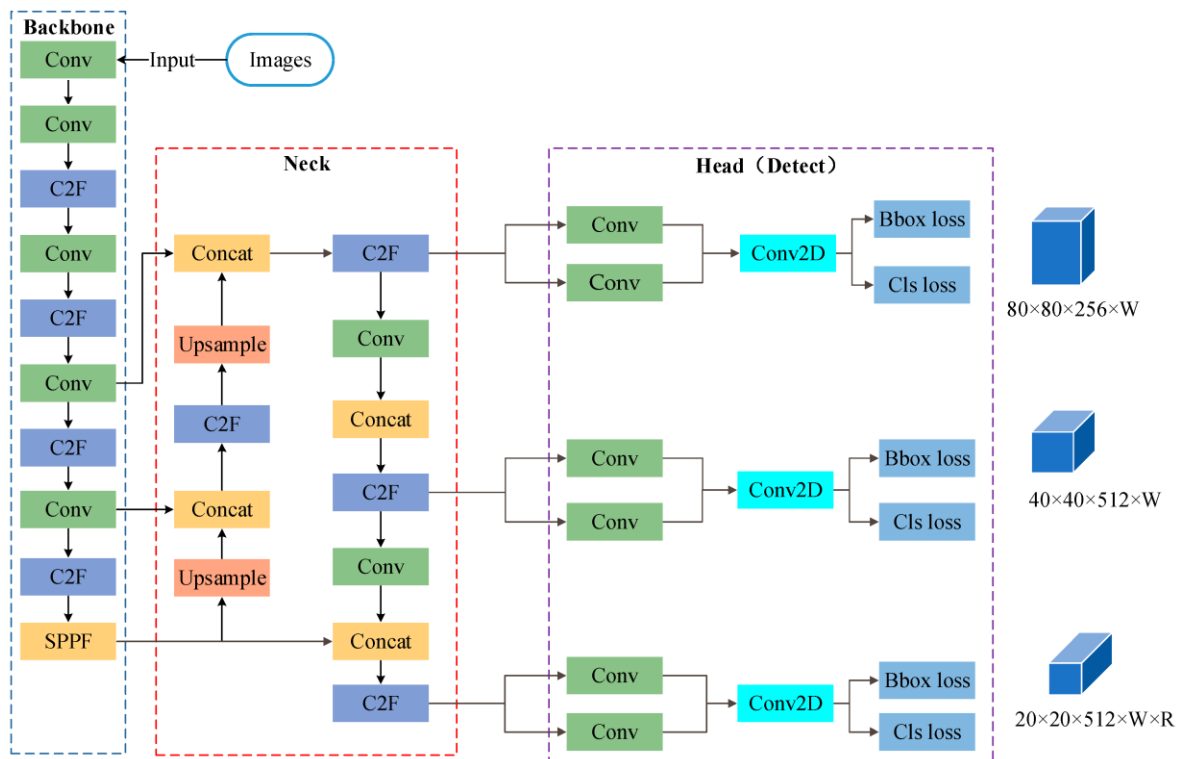 Backbone
Conv
Input
Images
Conv
C2F
Conv
C2F
Conv
C2F
Conv
C2F
SPPF
Neck
Concat
Upsample
C2F
Concat
Upsample
C2F
Conv
Concat
C2F
Conv
Concat
C2F
Head（Detect）
Conv
Conv
Conv2D
Bbox loss
Cls loss
80×80×256×W
Conv
Conv
Conv2D
Bbox loss
Cls loss
40×40×512×W
Conv
Conv
Conv2D
Bbox loss
Cls loss
20×20×512×W×R